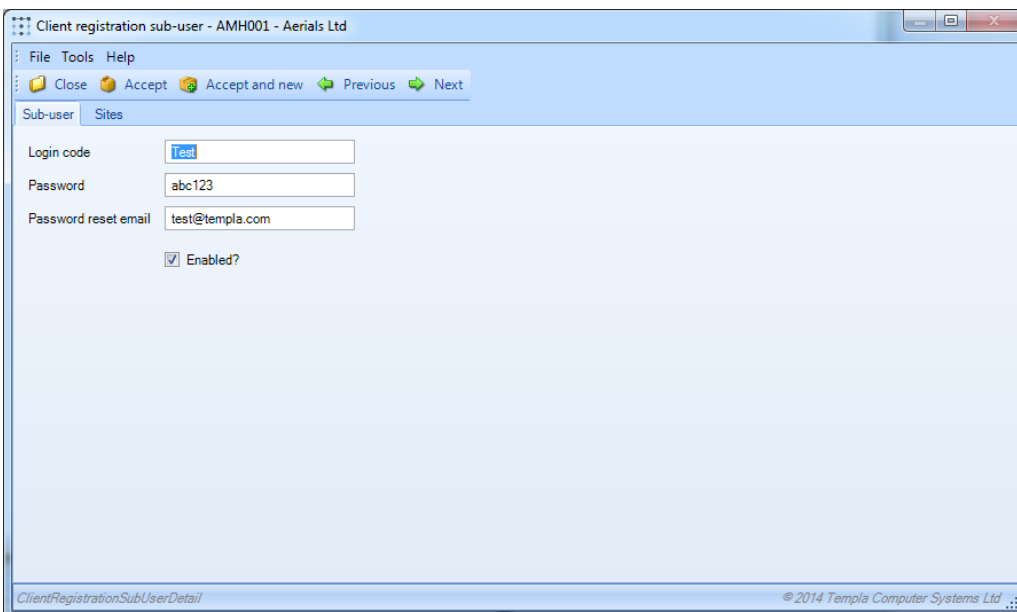 Client registration sub-user - AMH001 - Aerials Ltd
File Tools Help
Close Accept Accept and new Previous Next
Sub-user Sites
Login code Test
Password abc123
Password reset email test@templa.com
Enabled?
ClientRegistrationSubUserDetail © 2014 Templa Computer Systems Ltd